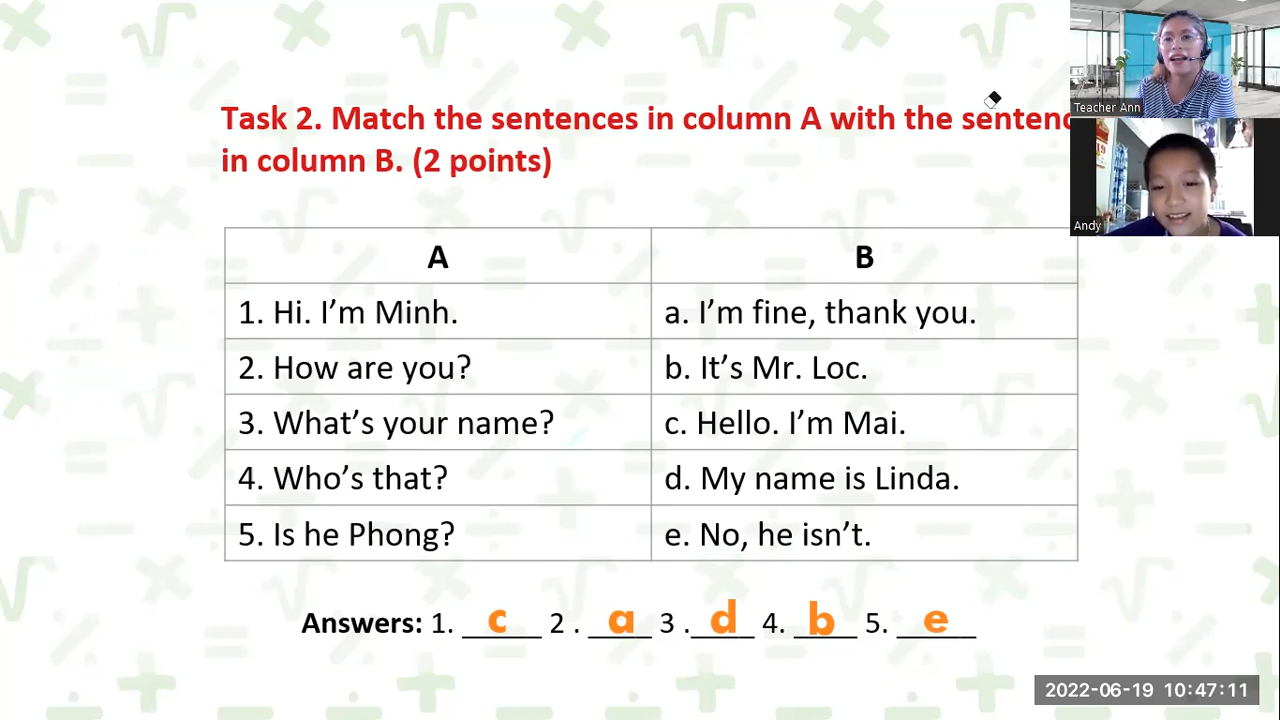 Task 2. Match the sentences in column A with the
in column B. (2 points)
A B
1. Hi. I'm Minh. a. I'm fine, thank you.
2. How are you? b. It's Mr. Loc.
3. What's your name? c. Hello. I'm Mai.
4. Who's that? d. My name is Linda.
5. Is he Phong? e. No, he isn't.
Answers: 1. c 2 . a 3 . d 4. b 5. e
Teacher Ann
Andy
2022-06-19 10:47:11